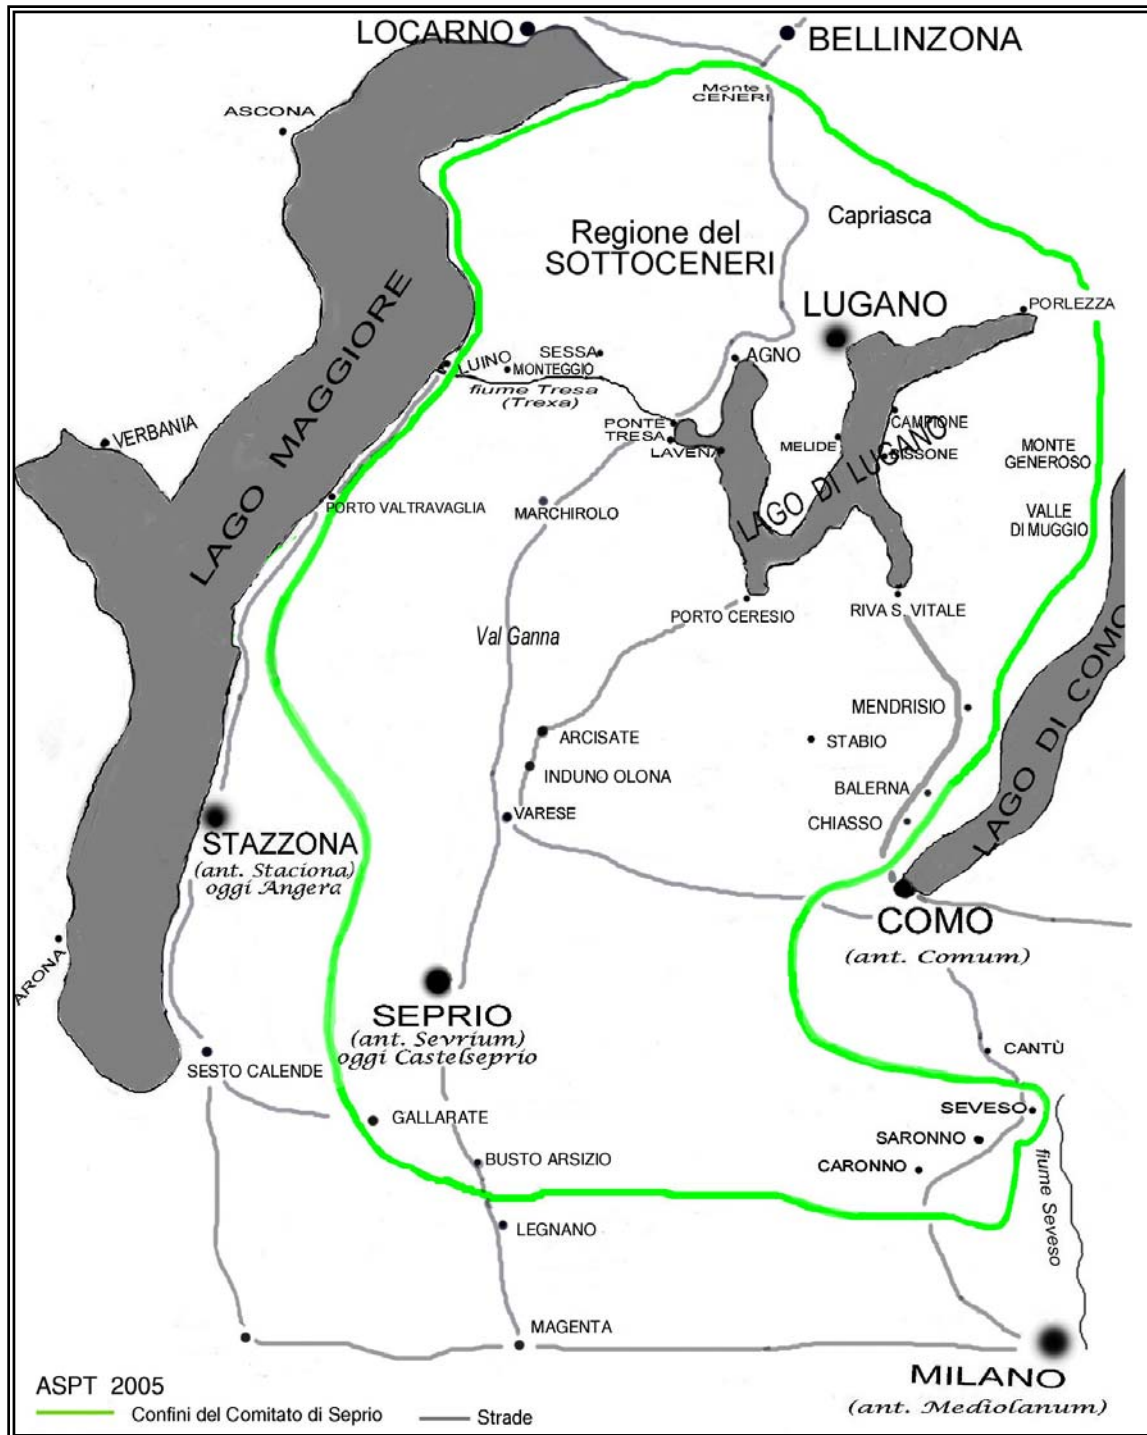 LOCARNO
BELLINZONA
Monte
CENERI
ASCONA
Capriasca
Regione del
SOTTOCENERI
LUGANO
PORLEZZA
LAGO MAGGIORE
LUINO
SESSA
MONTEGGIO
fiume Tresa
(Trexa)
AGNO
VERBANIA
PONTE
TRESA
LAVENA
MELIDE
CAMPIONE
BISSONE
LAGO DI LUGANO
MONTE
GENEROSO
PORTO VALTRAVAGLIA
MARCHIROLO
VALLE
DI MUGGIO
PORTO CERESIO
RIVA S. VITALE
Val Ganna
LAGO DI COMO
MENDRISIO
ARCISATE
STABIO
INDUNO OLONA
BALERNA
VARESE
CHIASSO
STAZZONA
(ant. Staciona)
oggi Angera
COMO
(ant. Comum)
ARONA
SEPRIO
(ant. Sevrium)
oggi Castelseprio
SESTO CALENDE
CANTÙ
GALLARATE
SEVESO
SARONNO
CARONNO
BUSTO ARSIZIO
fiume Seveso
LEGNANO
MAGENTA
MILANO
(ant. Mediolanum)
ASPT 2005
Confini del Comitato di Seprio
Strade